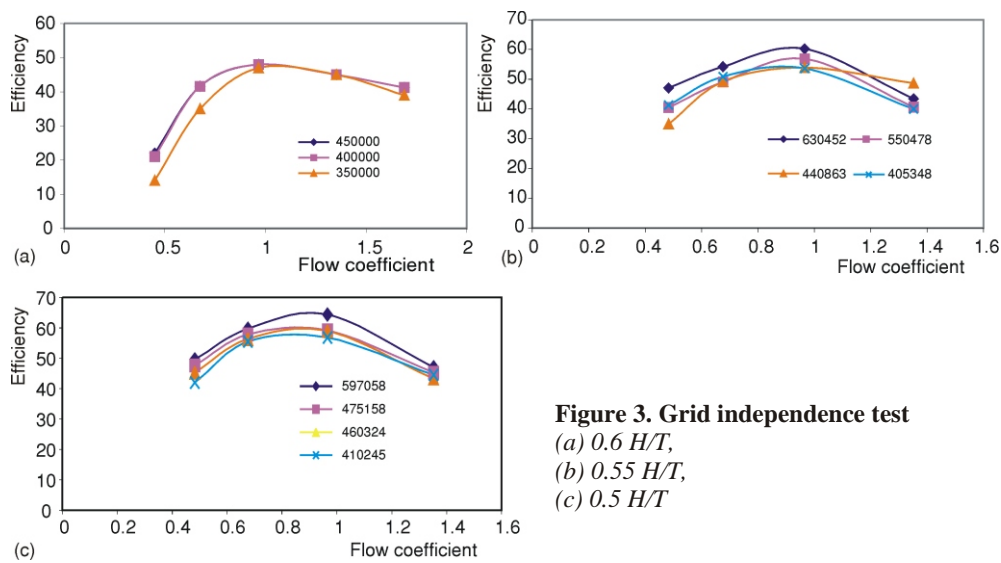 60
50
40
30
20
10
0
Efficiency
450000
400000
350000
0 0.5 1 1.5 2
(a)
Flow coefficient
70
60
50
40
30
20
10
0
Efficiency
630452 550478
440863 405348
0 0.2 0.4 0.6 0.8 1 1.2 1.4 1.6
(b)
Flow coefficient
70
60
50
40
30
20
10
0
Efficiency
597058
475158
460324
410245
0 0.2 0.4 0.6 0.8 1 1.2 1.4 1.6
(c)
Flow coefficient
Figure 3. Grid independence test
(a) 0.6 H/T,
(b) 0.55 H/T,
(c) 0.5 H/T